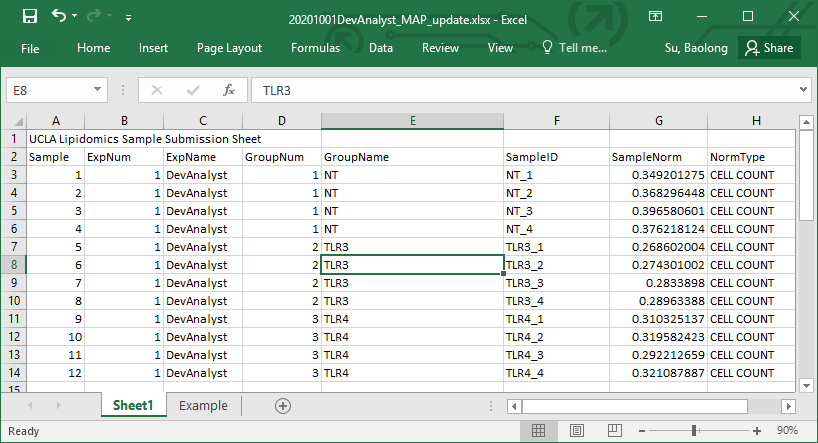 20201001DevAnalyst_MAP_update.xlsx - Excel
File Home Insert Page Layout Formulas Data Review View Tell me... Su, Baolong Share
E8 fx TLR3
A B C D E F G H
1 UCLA Lipidomics Sample Submission Sheet
2 Sample ExpNum ExpName GroupNum GroupName SampleID SampleNorm NormType
3 1 1 DevAnalyst 1 NT NT_1 0.349201275 CELL COUNT
4 2 1 DevAnalyst 1 NT NT_2 0.368296448 CELL COUNT
5 3 1 DevAnalyst 1 NT NT_3 0.396580601 CELL COUNT
6 4 1 DevAnalyst 1 NT NT_4 0.376218124 CELL COUNT
7 5 1 DevAnalyst 2 TLR3 TLR3_1 0.268602004 CELL COUNT
8 6 1 DevAnalyst 2 TLR3 TLR3_2 0.274301002 CELL COUNT
9 7 1 DevAnalyst 2 TLR3 TLR3_3 0.2833898 CELL COUNT
10 8 1 DevAnalyst 2 TLR3 TLR3_4 0.28963388 CELL COUNT
11 9 1 DevAnalyst 3 TLR4 TLR4_1 0.310325137 CELL COUNT
12 10 1 DevAnalyst 3 TLR4 TLR4_2 0.319582423 CELL COUNT
13 11 1 DevAnalyst 3 TLR4 TLR4_3 0.292212659 CELL COUNT
14 12 1 DevAnalyst 3 TLR4 TLR4_4 0.321087887 CELL COUNT
15
Sheet1 Example
Ready 90%